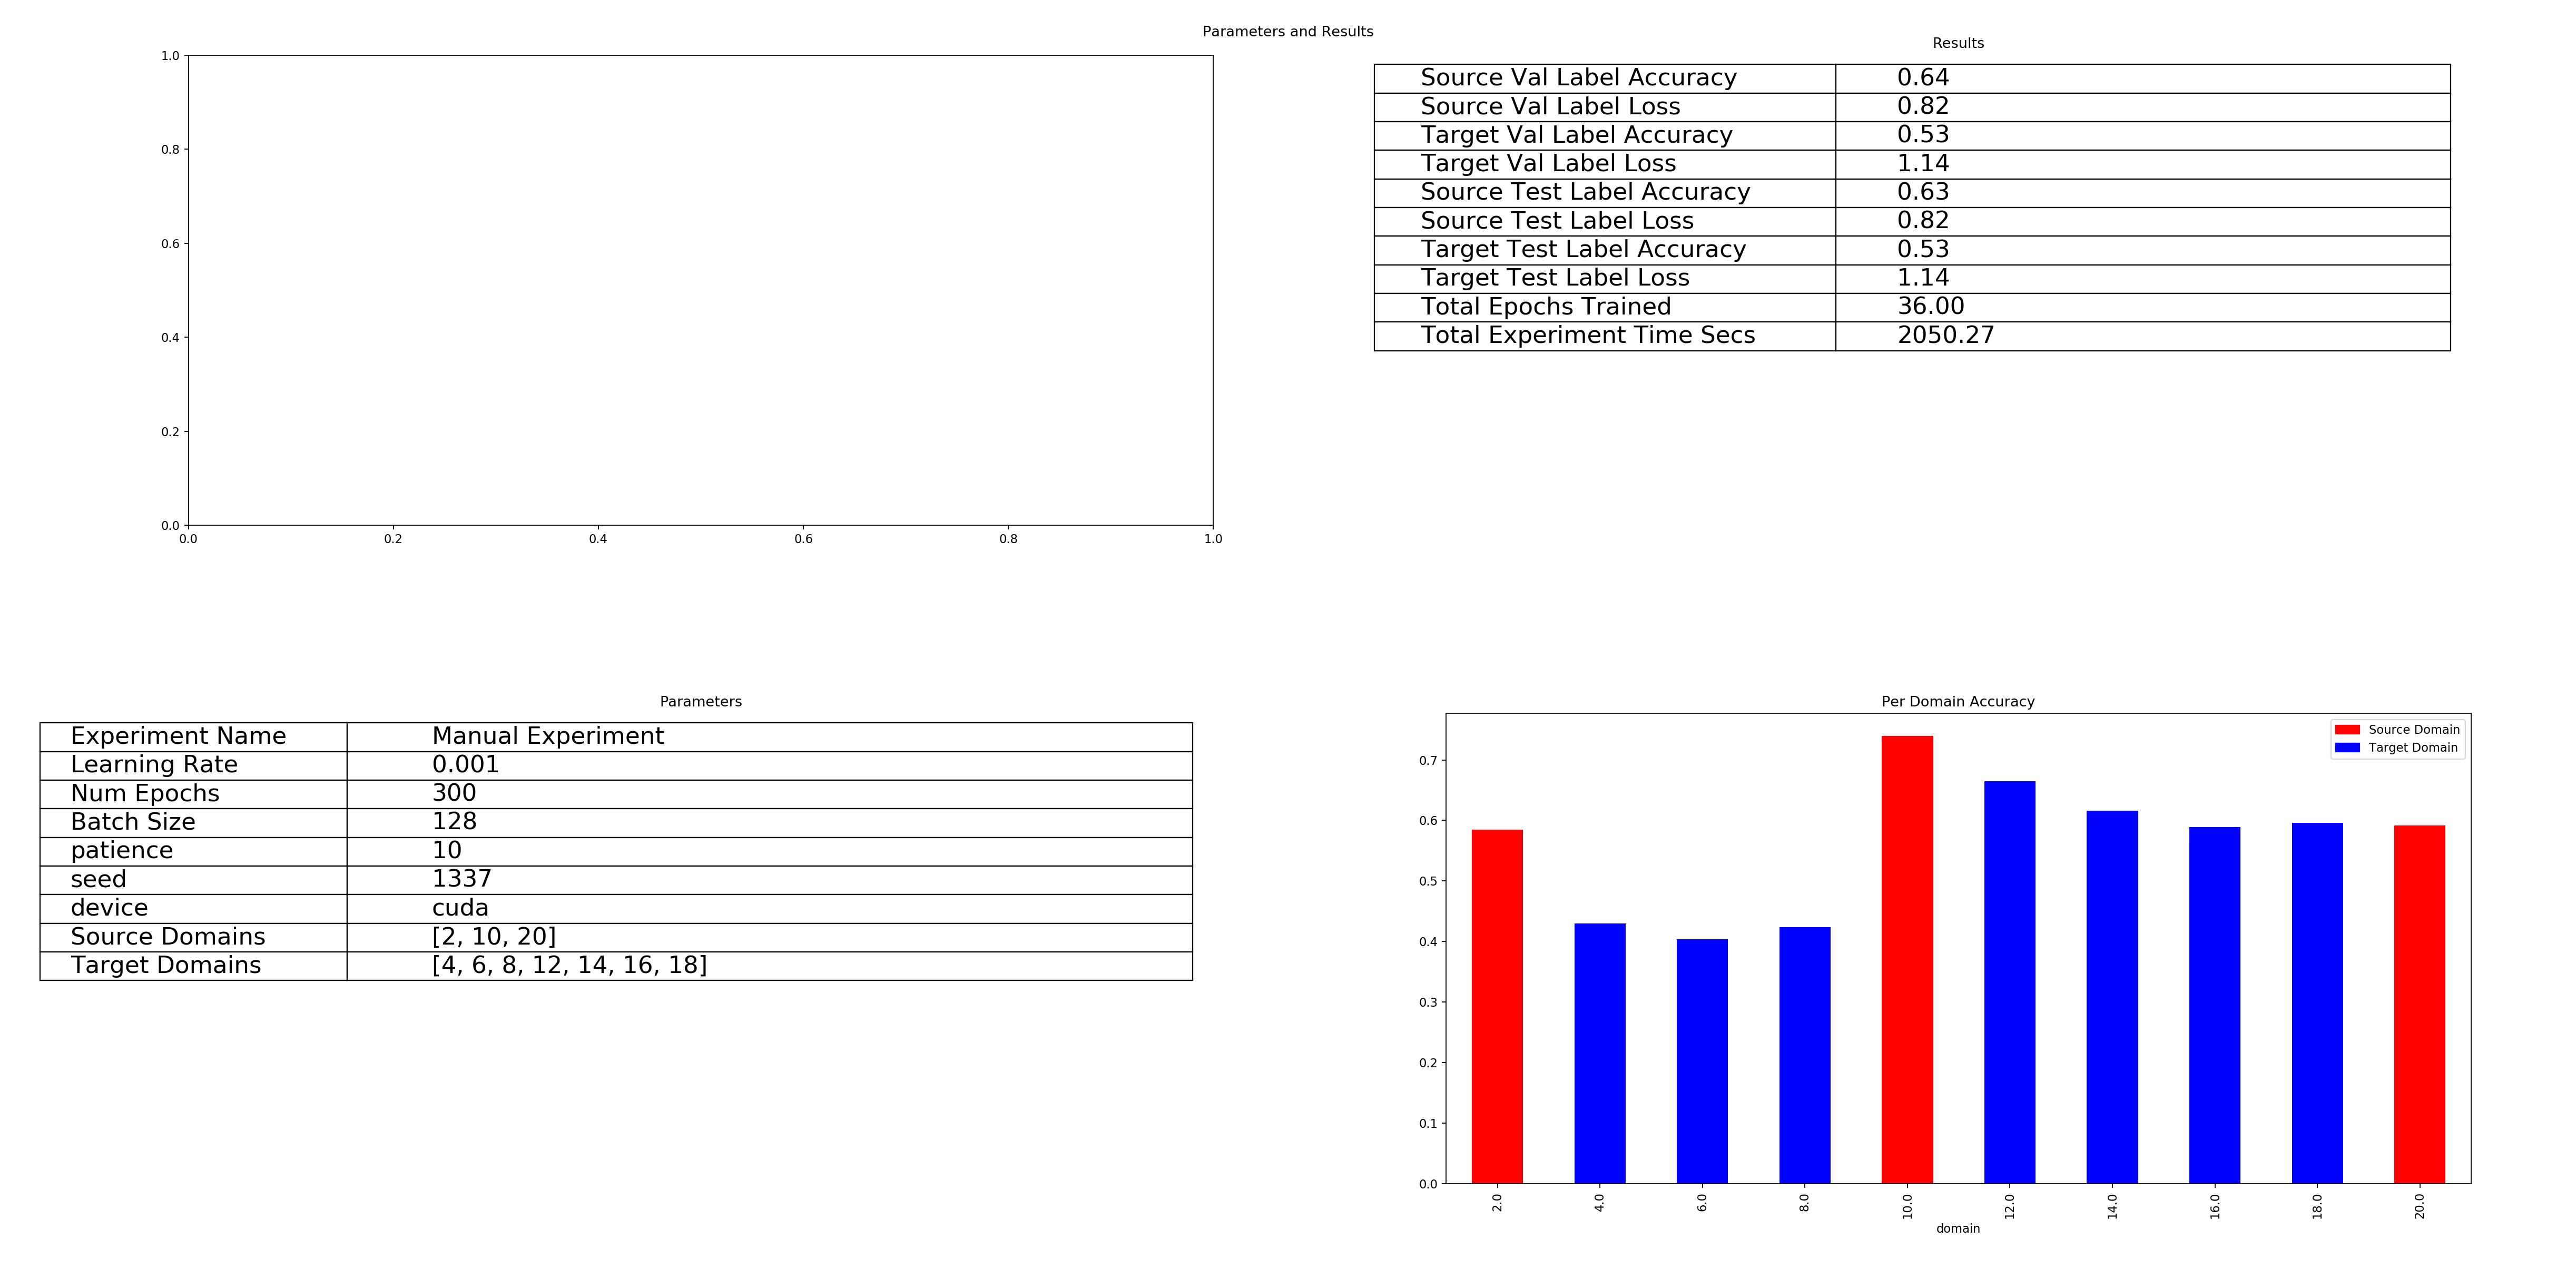 Parameters and Results
1.0
0.8
0.6
0.4
0.2
0.0
0.0 0.2 0.4 0.6 0.8 1.0
Results
Source Val Label Accuracy 0.64
Source Val Label Loss 0.82
Target Val Label Accuracy 0.53
Target Val Label Loss 1.14
Source Test Label Accuracy 0.63
Source Test Label Loss 0.82
Target Test Label Accuracy 0.53
Target Test Label Loss 1.14
Total Epochs Trained 36.00
Total Experiment Time Secs 2050.27
Parameters
Experiment Name Manual Experiment
Learning Rate 0.001
Num Epochs 300
Batch Size 128
patience 10
seed 1337
device cuda
Source Domains [2, 10, 20]
Target Domains [4, 6, 8, 12, 14, 16, 18]
Per Domain Accuracy
Source Domain
Target Domain
0.7
0.6
0.5
0.4
0.3
0.2
0.1
0.0
2.0 4.0 6.0 8.0 10.0 12.0 14.0 16.0 18.0 20.0
domain